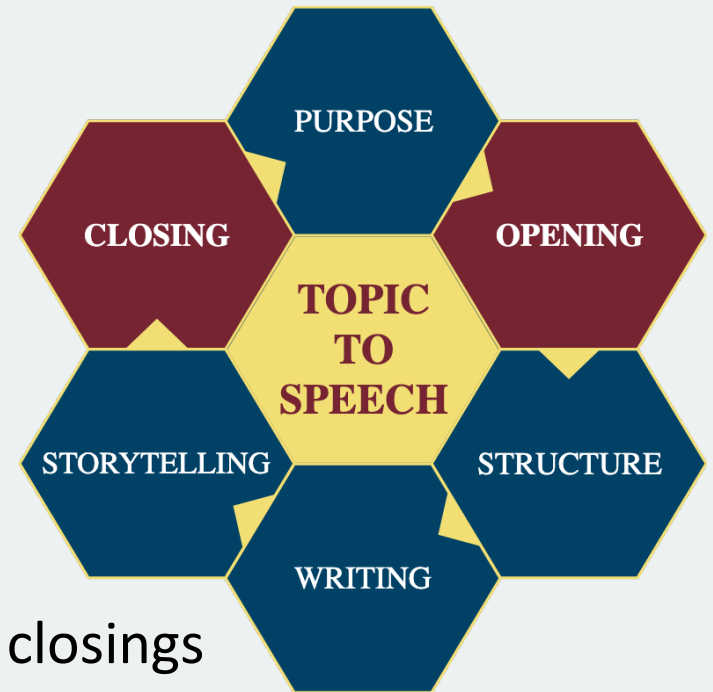 PURPOSE
CLOSING
OPENING
TOPIC
TO
SPEECH
STORYTELLING
STRUCTURE
WRITING
closings